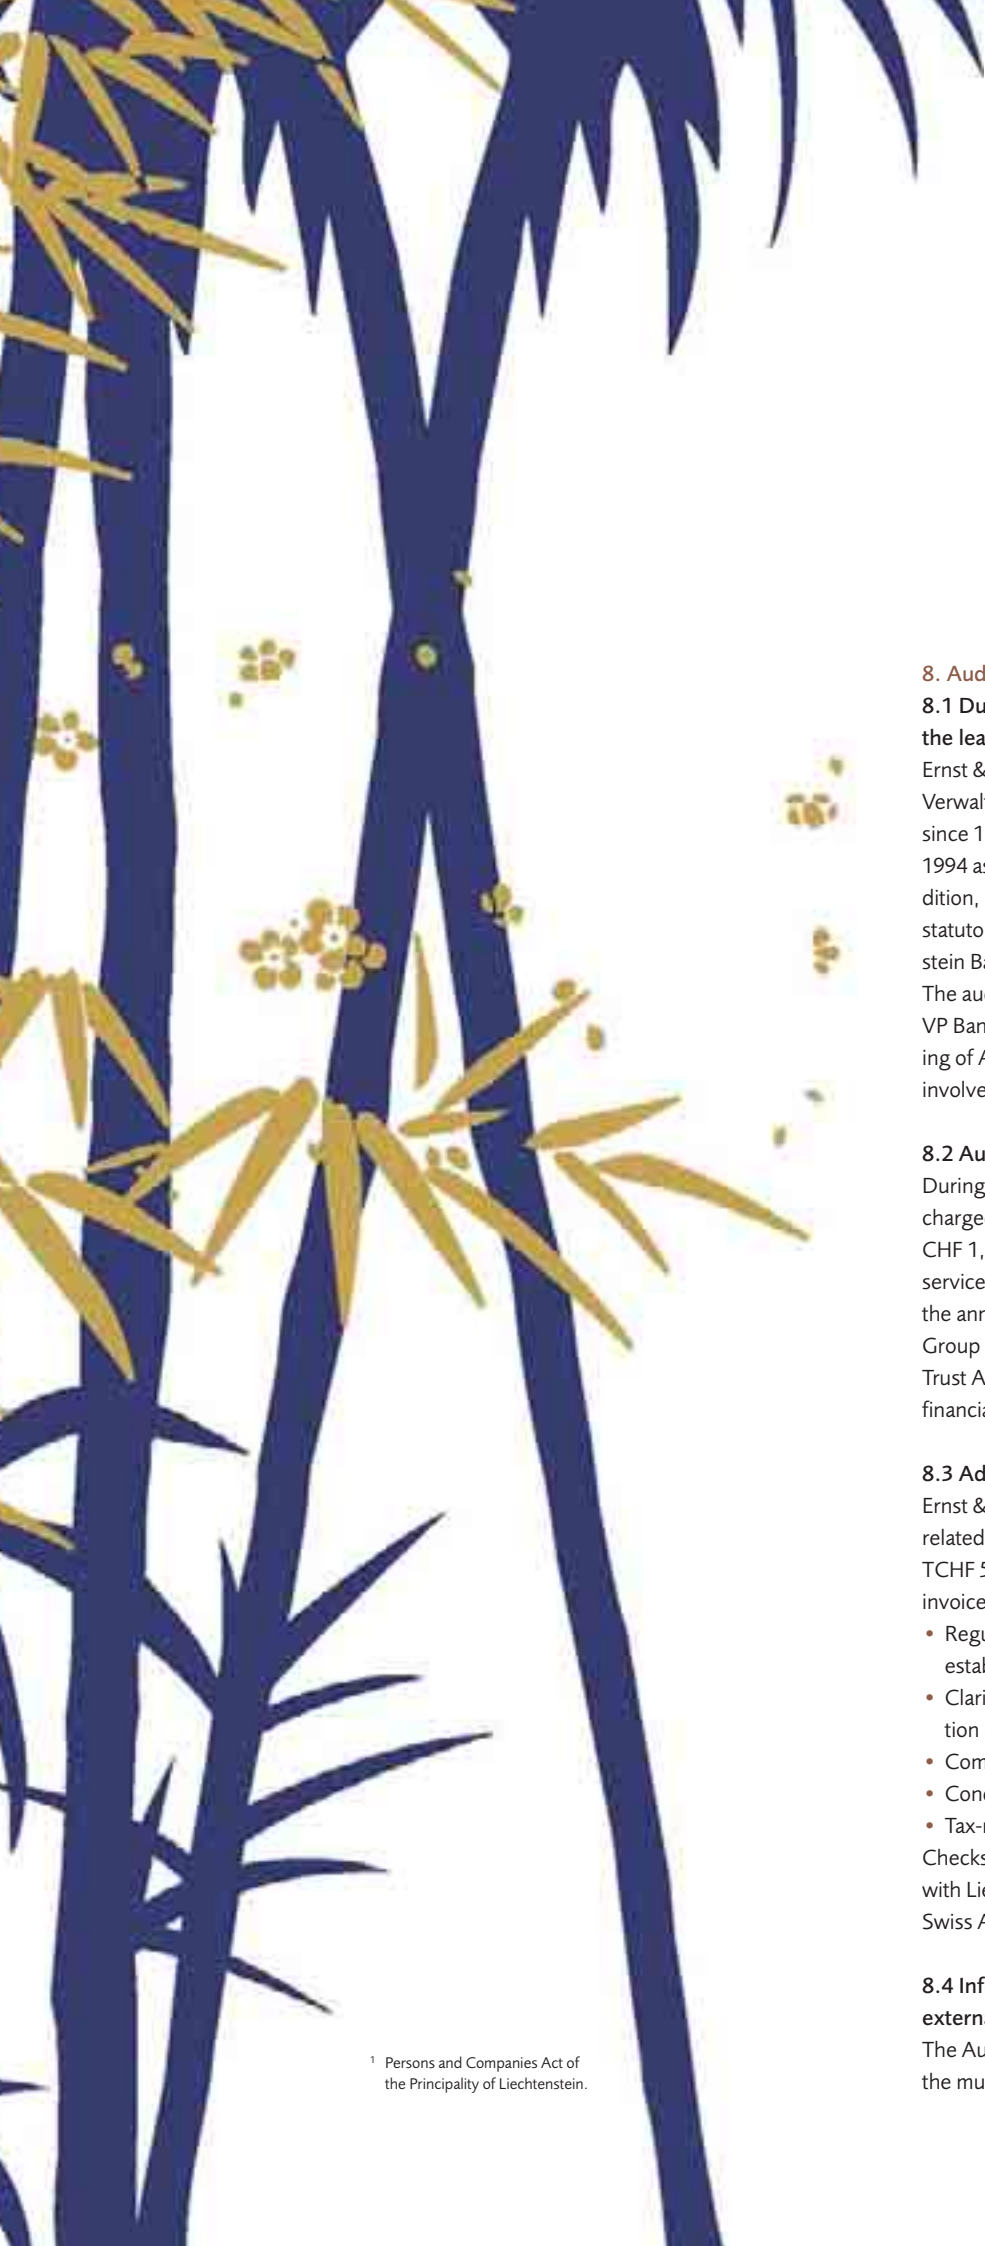 8. Aud
8.1 Du
the lea
Ernst &
Verwal
since 1
1994 as
dition,
statuto
stein Ba
The aud
VP Ban
ing of A
involve
8.2 Au
During
charge
CHF 1,
service
the ann
Group
Trust A
financia
8.3 Ad
Ernst &
related
TCHF 5
invoice
• Regu
estab
• Clari
tion
• Com
• Cond
• Tax-r
Checks
with Lie
Swiss A
8.4 Inf
externa
The Au
the mu
1 Persons and Companies Act of
the Principality of Liechtenstein.